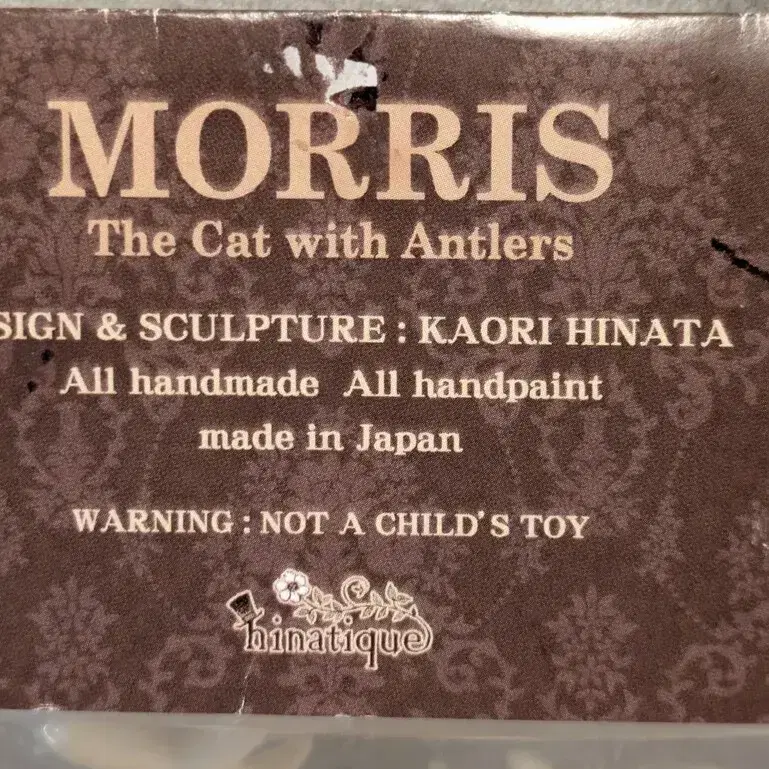 MORRIS
The Cat with Antlers
SIGN & SCULPTURE : KAORI HINATA
All handmade All handpaint
made in Japan
WARNING : NOT A CHILD'S TOY
hinatique